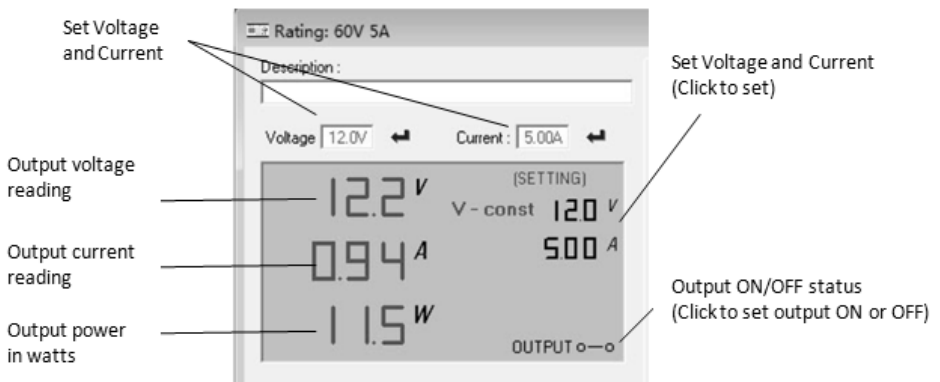 Set Voltage
and Current
Rating: 60V 5A
Description :
Set Voltage and Current
(Click to set)
Voltage 12.0V Current : 5.00A
Output voltage
reading
12.2 V
(SETTING)
V - const 12.0 V
5.00 A
Output current
reading
0.94 A
Output ON/OFF status
(Click to set output ON or OFF)
Output power
in watts
11.5 W
OUTPUT